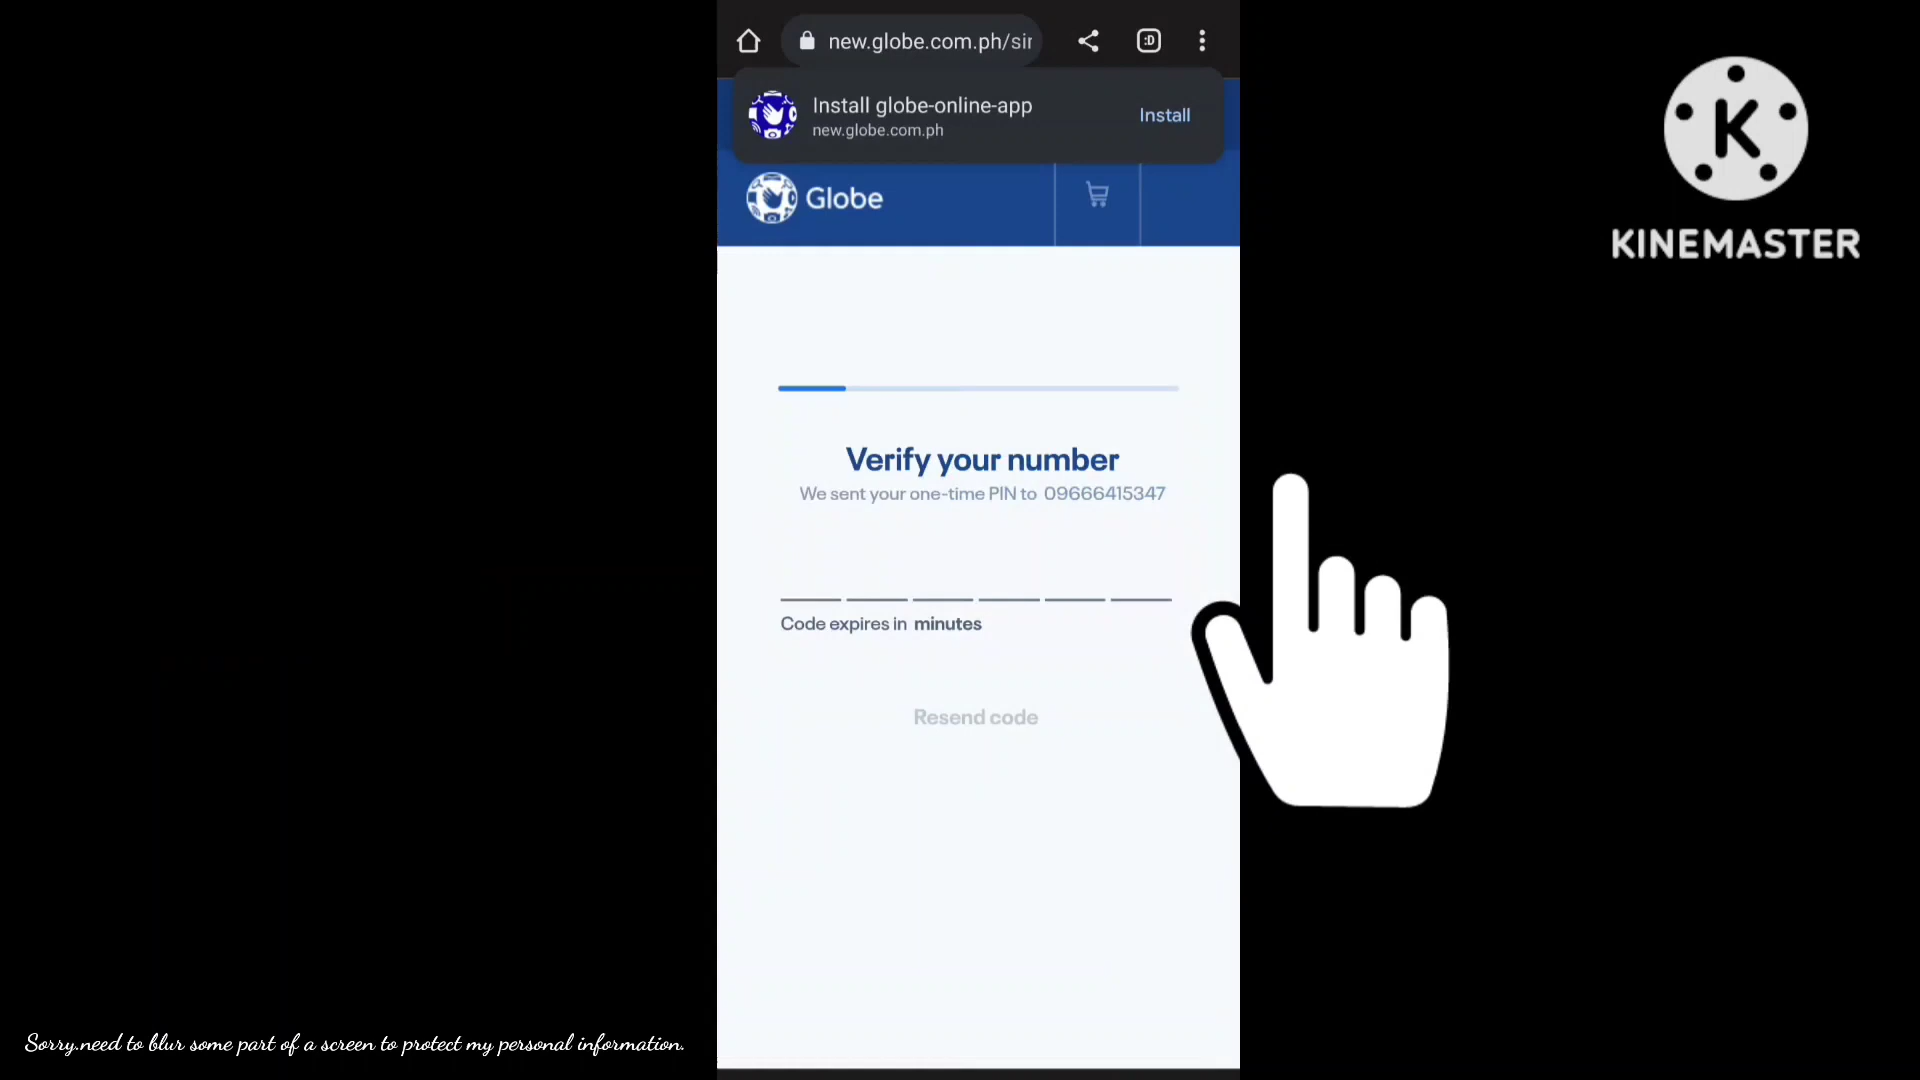 new.globe.com.ph/sir
:D
Install globe-online-app
new.globe.com.ph
Install
Globe
K
KINEMASTER
Verify your number
We sent your one-time PIN to 09666415347
Code expires in minutes
Resend code
Sorry.need to blur some part of a screen to protect my personal information.